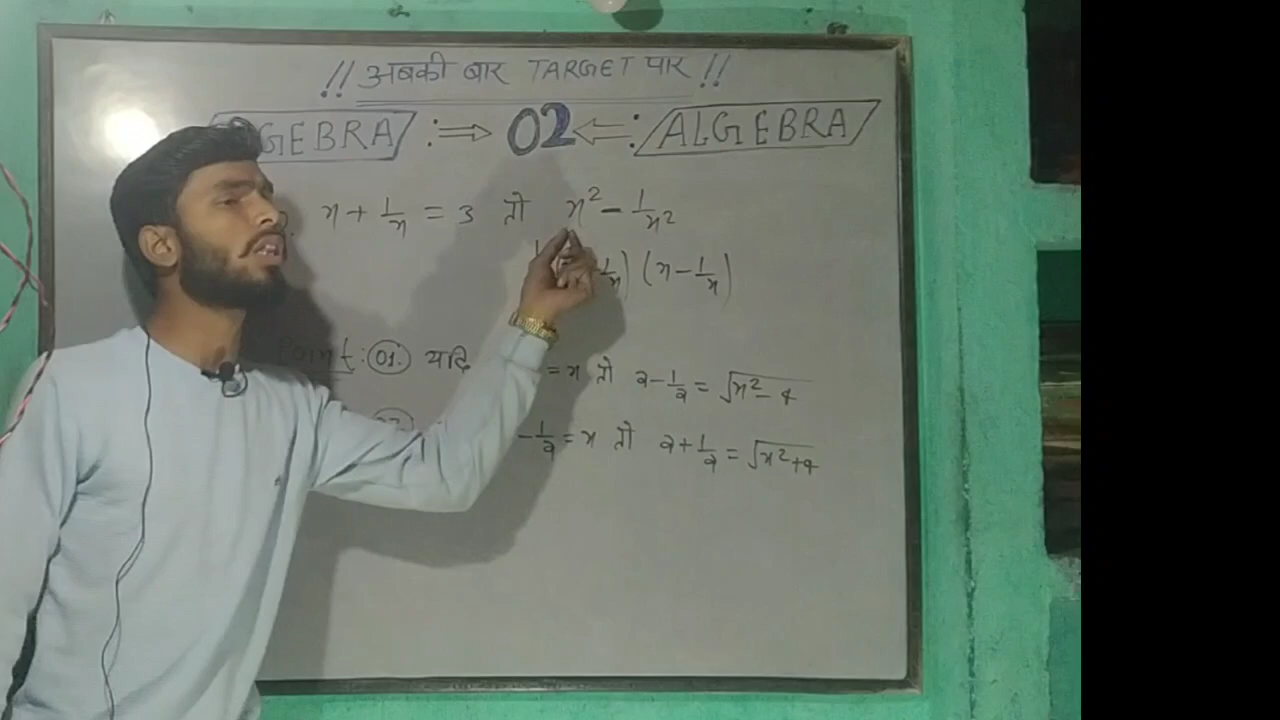 !! अबकी बार TARGET पार !!
GEBRA :⇒ 02 ⇐: ALGEBRA
x + 1/x = 3 तो x² - 1/x²
1/x) (x - 1/x)
Point: 01. यदि = x तो a - 1/a = √x² - 4
- 1/a = x तो a + 1/a = √x² + 4